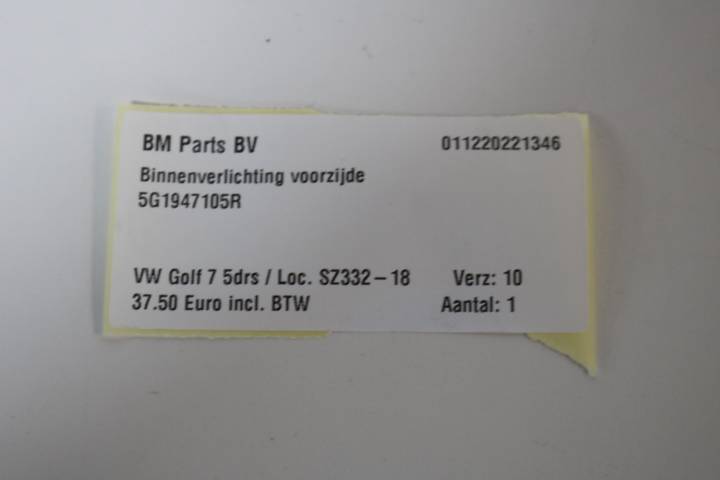 BM Parts BV 011220221346
Binnenverlichting voorzijde
5G1947105R
VW Golf 7 5drs / Loc. SZ332-18 Verz: 10
37.50 Euro incl. BTW Aantal: 1